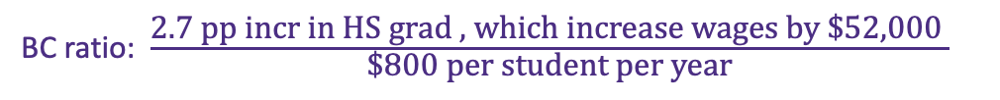 BC ratio:
2.7 pp incr in HS grad , which increase wages by $52,000
$800 per student per year